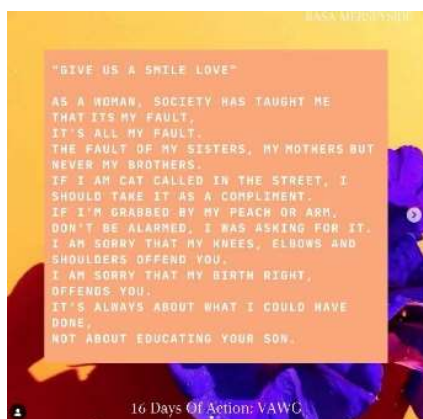 RASA MERSEYSIDE
"GIVE US A SMILE LOVE"
AS A WOMAN, SOCIETY HAS TAUGHT ME
THAT ITS MY FAULT,
IT'S ALL MY FAULT.
THE FAULT OF MY SISTERS, MY MOTHERS BUT
NEVER MY BROTHERS.
IF I AM CAT CALLED IN THE STREET, I
SHOULD TAKE IT AS A COMPLIMENT.
IF I'M GRABBED BY MY PEACH OR ARM,
DON'T BE ALARMED, I WAS ASKING FOR IT.
I AM SORRY THAT MY KNEES, ELBOWS AND
SHOULDERS OFFEND YOU.
I AM SORRY THAT MY BIRTH RIGHT,
OFFENDS YOU.
IT'S ALWAYS ABOUT WHAT I COULD HAVE
DONE,
NOT ABOUT EDUCATING YOUR SON.
16 Days Of Action: VAWG